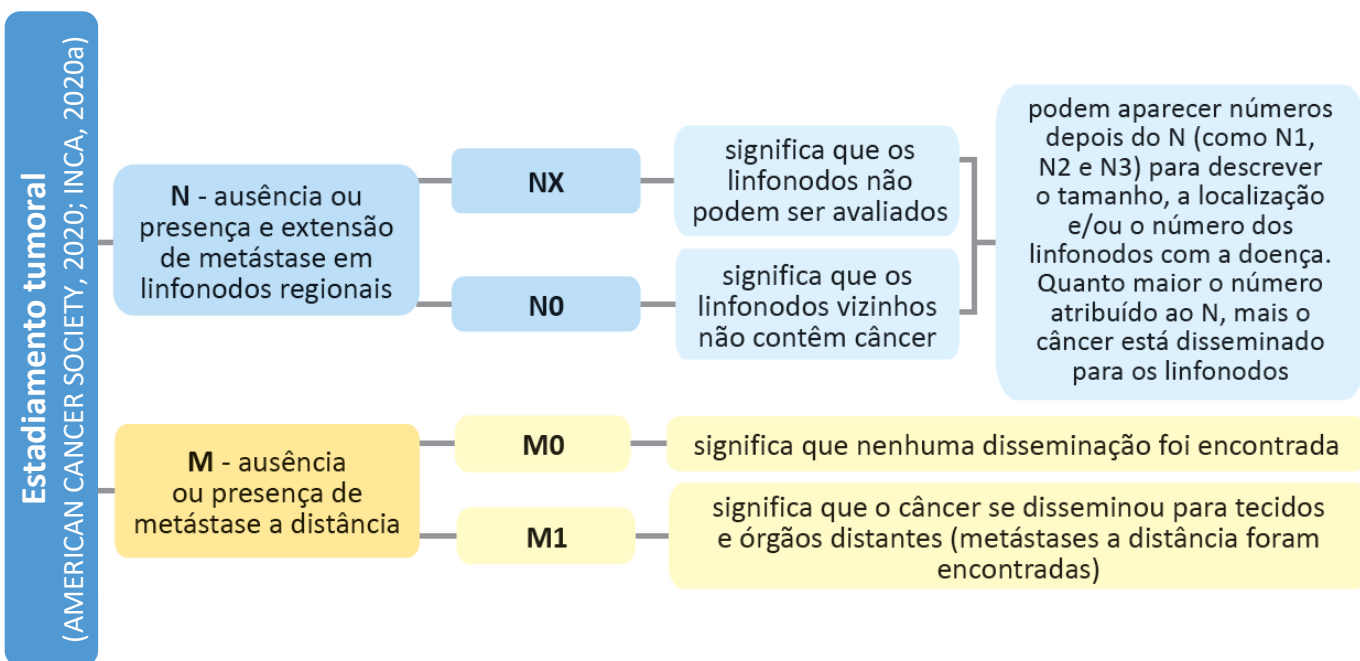 Estadiamento tumoral
(AMERICAN CANCER SOCIETY, 2020; INCA, 2020a)
N - ausência ou
presença e extensão
de metástase em
linfonodos regionais
NX
significa que os
linfonodos não
podem ser avaliados
N0
significa que os
linfonodos vizinhos
não contêm câncer
podem aparecer números
depois do N (como N1,
N2 e N3) para descrever
o tamanho, a localização
e/ou o número dos
linfonodos com a doença.
Quanto maior o número
atribuído ao N, mais o
câncer está disseminado
para os linfonodos
M - ausência
ou presença de
metástase a distância
M0
significa que nenhuma disseminação foi encontrada
M1
significa que o câncer se disseminou para tecidos
e órgãos distantes (metástases a distância foram
encontradas)